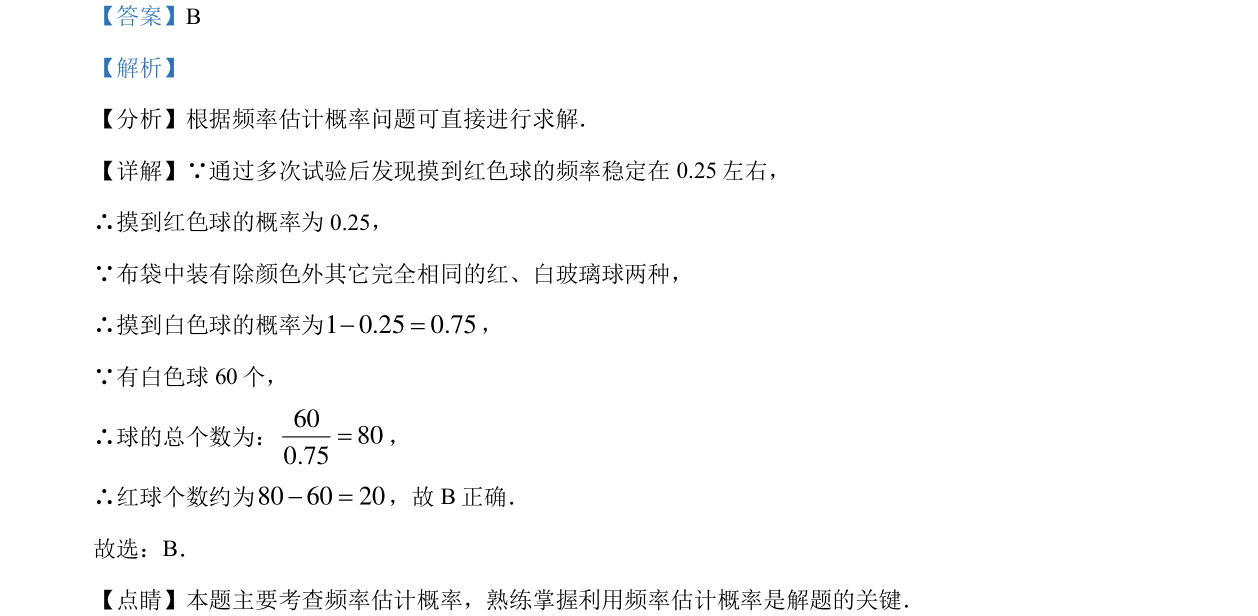 【答案】B
【解析】
【分析】根据频率估计概率问题可直接进行求解．
【详解】∵通过多次试验后发现摸到红色球的频率稳定在 0.25 左右，
∴摸到红色球的概率为 0.25，
∵布袋中装有除颜色外其它完全相同的红、白玻璃球两种，
∴摸到白色球的概率为1－0.25＝0.75，
∵有白色球 60 个，
∴球的总个数为：60/0.75＝80，
∴红球个数约为80－60＝20，故 B 正确．
故选：B．
【点睛】本题主要考查频率估计概率，熟练掌握利用频率估计概率是解题的关键．